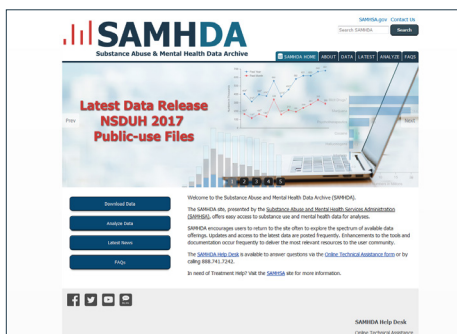 SAMHSA.gov Contact Us
Search SAMHDA Search
SAMHDA
Substance Abuse & Mental Health Data Archive
SAMHDA HOME ABOUT DATA LATEST ANALYZE FAQS
Latest Data Release
NSDUH 2017
Public-use Files
Prev
Next
Download Data
Analyze Data
Latest News
FAQs
Welcome to the Substance Abuse and Mental Health Data Archive (SAMHDA).
The SAMHDA site, presented by the Substance Abuse and Mental Health Services Administration
(SAMHSA), offers easy access to substance use and mental health data for analyses.
SAMHDA encourages users to return to the site often to explore the spectrum of available data
offerings. Updates and access to the latest data are posted frequently. Enhancements to the tools and
documentation occur frequently to deliver the most relevant resources to the user community.
The SAMHDA Help Desk is available to answer questions via the Online Technical Assistance form or by
calling 888.741.7242.
In need of Treatment Help? Visit the SAMHSA site for more information.
SAMHDA Help Desk
Online Technical Assistance